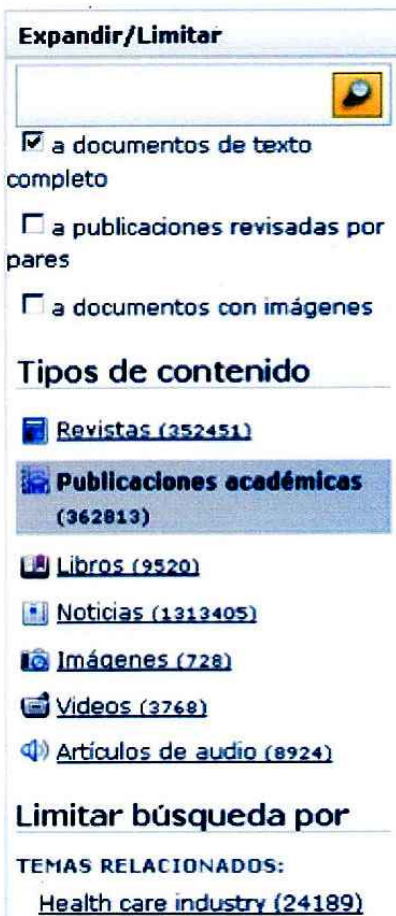 Expandir/Limitar
a documentos de texto
completo
a publicaciones revisadas por
pares
a documentos con imágenes
Tipos de contenido
Revistas (352451)
Publicaciones académicas
(362813)
Libros (9520)
Noticias (1313405)
Imágenes (728)
Videos (3768)
Artículos de audio (8924)
Limitar búsqueda por
TEMAS RELACIONADOS:
Health care industry (24189)